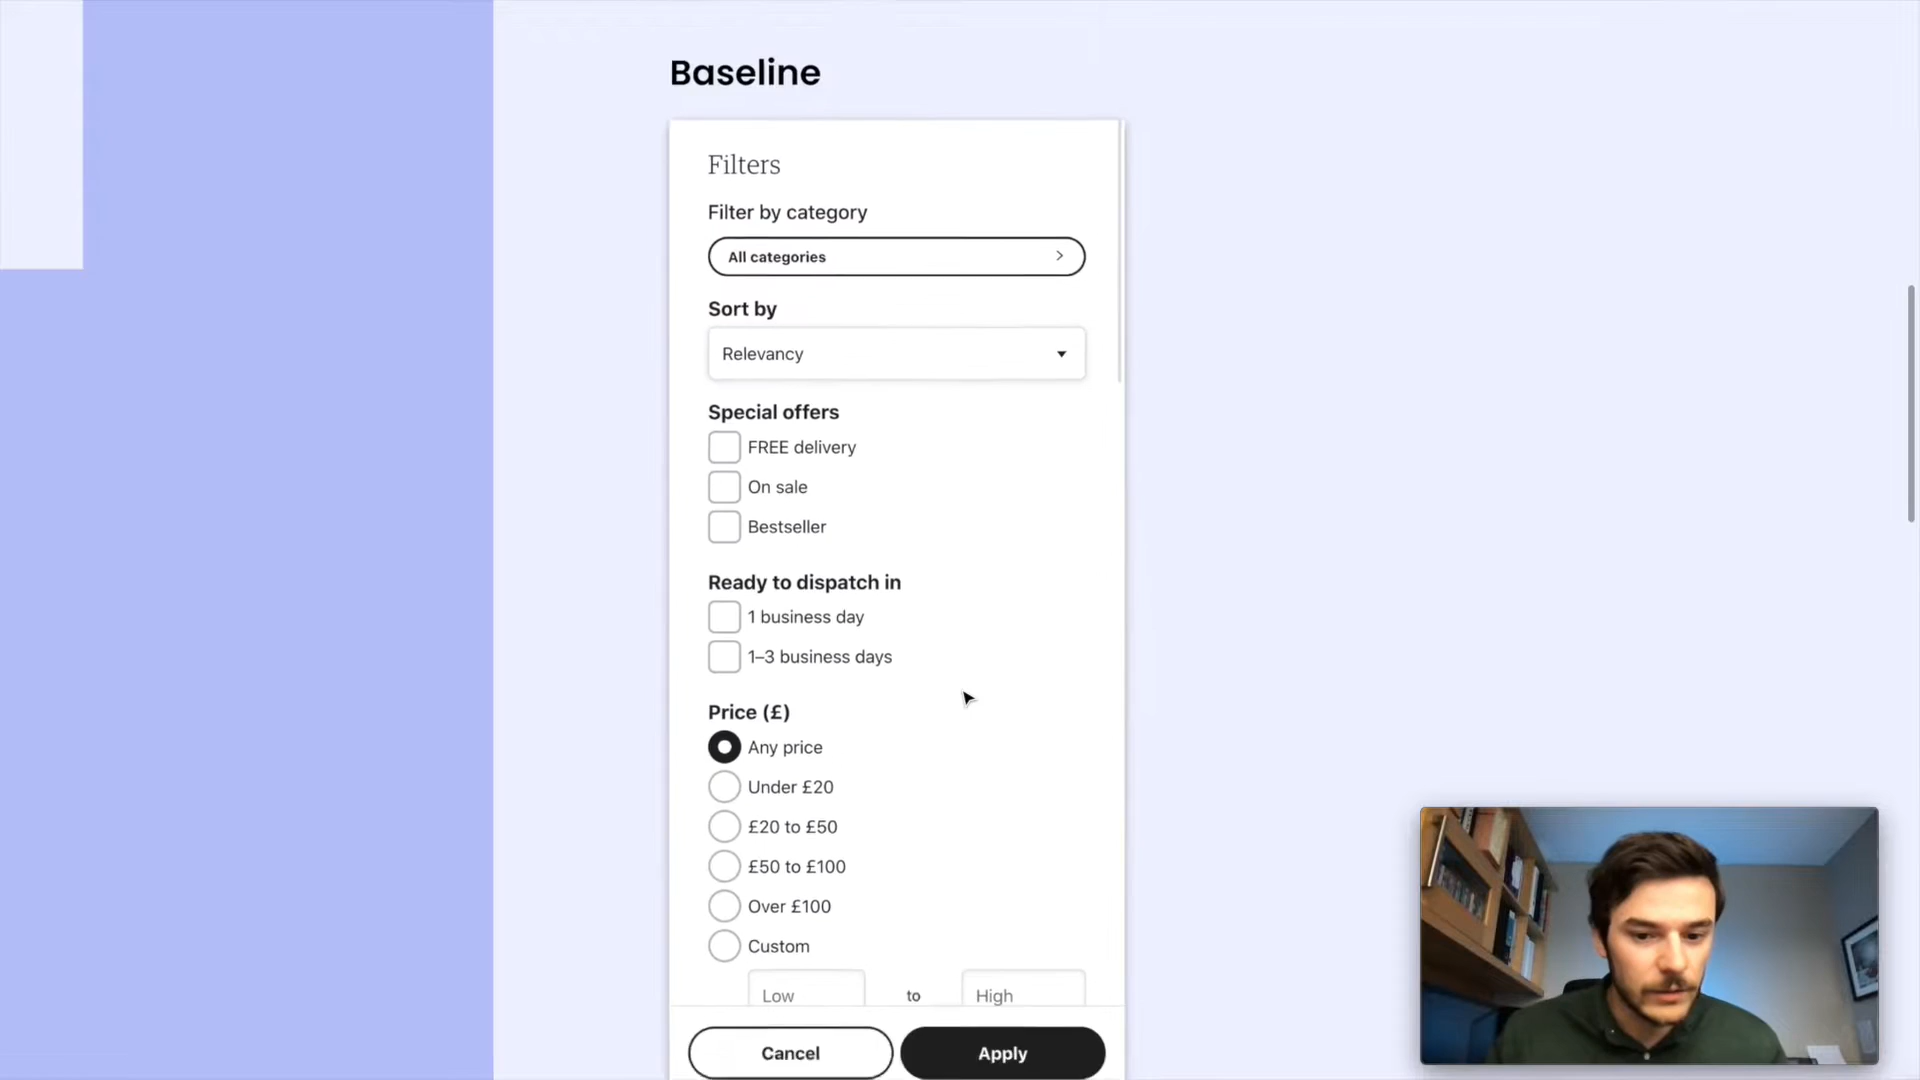 Baseline
Filters
Filter by category
All categories
Sort by
Relevancy
Special offers
FREE delivery
On sale
Bestseller
Ready to dispatch in
1 business day
1–3 business days
Price (£)
Any price
Under £20
£20 to £50
£50 to £100
Over £100
Custom
Low to High
Cancel Apply